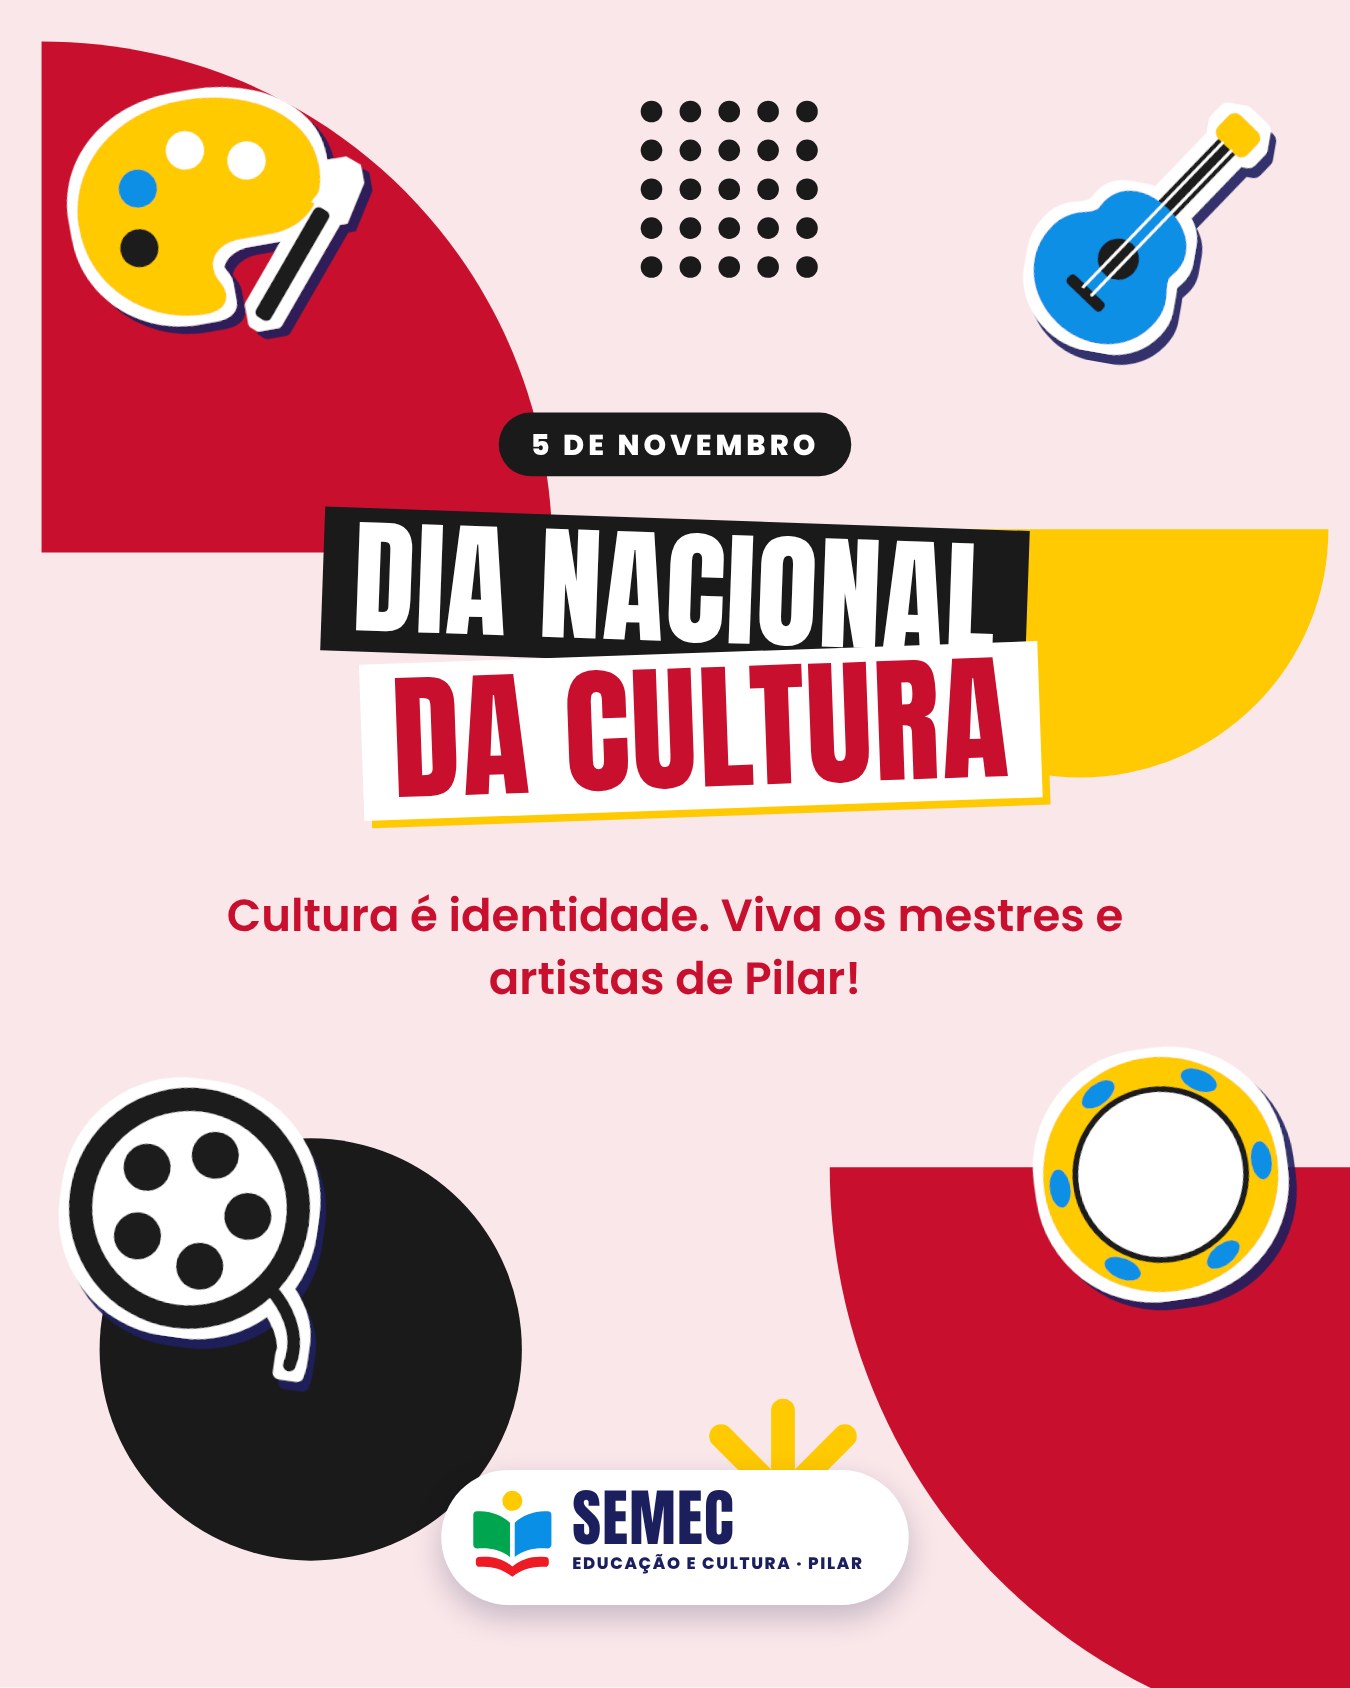 5 DE NOVEMBRO
DIA NACIONAL
DA CULTURA
Cultura é identidade. Viva os mestres e
artistas de Pilar!
SEMEC
EDUCAÇÃO E CULTURA · PILAR